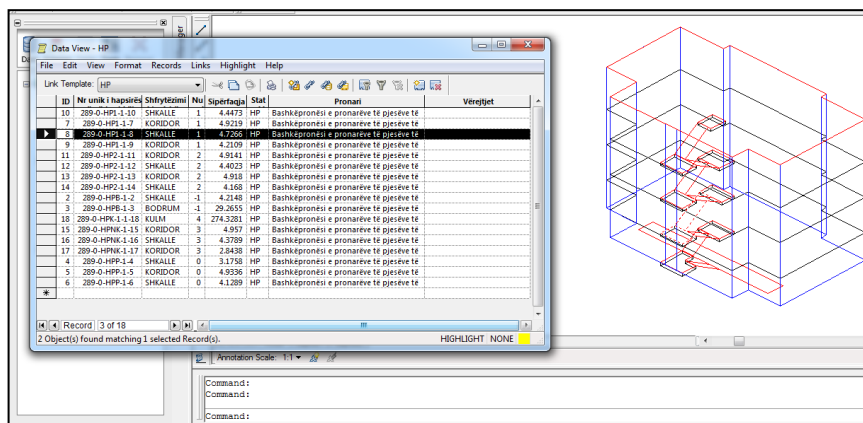 Data View - HP
File Edit View Format Records Links Highlight Help
Link Template: HP
ID Nr unik i hapsirës Shfrytëzimi Nu Sipërfaqja Stat Pronari Vërejtjet
10 289-0-HP1-1-10 SHKALLE 1 4.4473 HP Bashkëpronësi e pronarëve të pjesëve të
7 289-0-HP1-1-7 KORIDOR 1 4.9219 HP Bashkëpronësi e pronarëve të pjesëve të
8 289-0-HP1-1-8 SHKALLE 1 4.7266 HP Bashkëpronësi e pronarëve të pjesëve të
9 289-0-HP1-1-9 KORIDOR 1 4.2109 HP Bashkëpronësi e pronarëve të pjesëve të
11 289-0-HP2-1-11 KORIDOR 2 4.9141 HP Bashkëpronësi e pronarëve të pjesëve të
12 289-0-HP2-1-12 SHKALLE 2 4.4023 HP Bashkëpronësi e pronarëve të pjesëve të
13 289-0-HP2-1-13 KORIDOR 2 4.918 HP Bashkëpronësi e pronarëve të pjesëve të
14 289-0-HP2-1-14 SHKALLE 2 4.168 HP Bashkëpronësi e pronarëve të pjesëve të
2 289-0-HPB-1-2 SHKALLE -1 4.2148 HP Bashkëpronësi e pronarëve të pjesëve të
3 289-0-HPB-1-3 BODRUM -1 29.2655 HP Bashkëpronësi e pronarëve të pjesëve të
18 289-0-HPK-1-1-18 KULM 4 274.3281 HP Bashkëpronësi e pronarëve të pjesëve të
15 289-0-HPNK-1-15 KORIDOR 3 4.957 HP Bashkëpronësi e pronarëve të pjesëve të
16 289-0-HPNK-1-16 SHKALLE 3 4.3789 HP Bashkëpronësi e pronarëve të pjesëve të
17 289-0-HPNK-1-17 KORIDOR 3 2.8438 HP Bashkëpronësi e pronarëve të pjesëve të
4 289-0-HPP-1-4 SHKALLE 0 3.1758 HP Bashkëpronësi e pronarëve të pjesëve të
5 289-0-HPP-1-5 KORIDOR 0 4.9336 HP Bashkëpronësi e pronarëve të pjesëve të
6 289-0-HPP-1-6 SHKALLE 0 4.1289 HP Bashkëpronësi e pronarëve të pjesëve të
Record 3 of 18
2 Object(s) found matching 1 selected Record(s). HIGHLIGHT NONE
Annotation Scale: 1:1
Command:
Command:
Command: